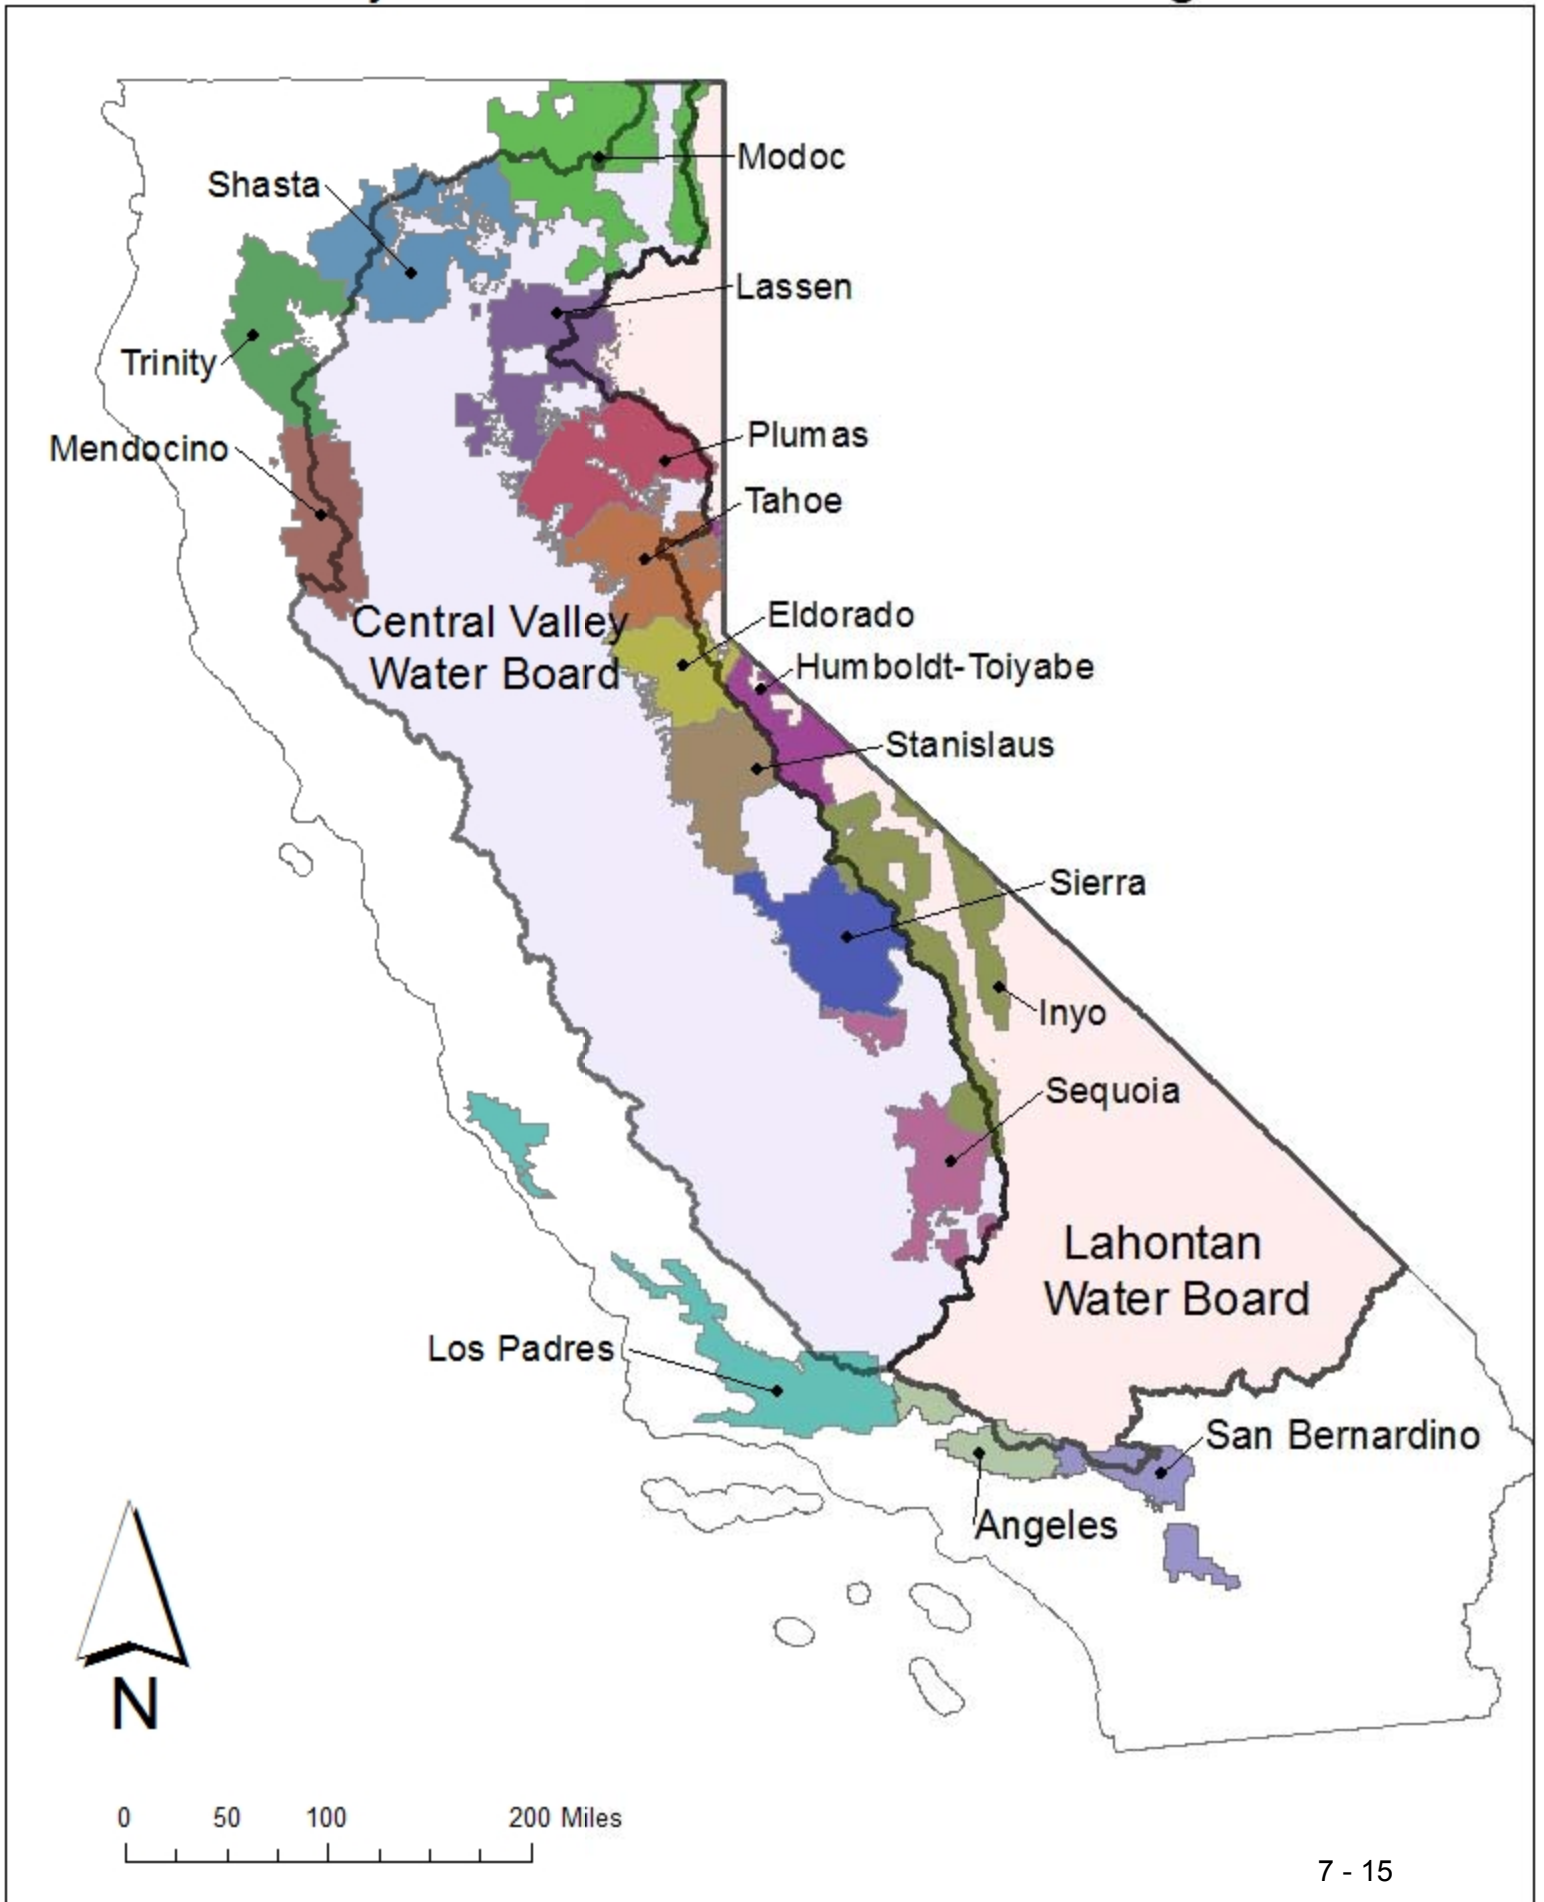 Modoc
Shasta
Lassen
Trinity
Plumas
Mendocino
Tahoe
Central Valley
Water Board
Eldorado
Humboldt-Toiyabe
Stanislaus
Sierra
Inyo
Sequoia
Lahontan
Water Board
Los Padres
San Bernardino
Angeles
N
0 50 100 200 Miles
7 - 15